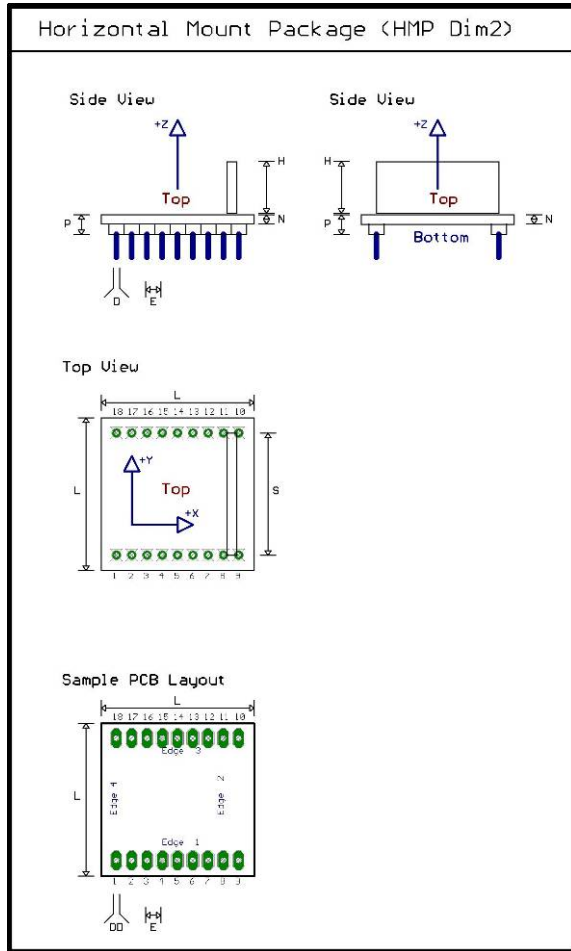 Horizontal Mount Package (HMP Dim2)
Side View
Side View
+Z
+Z
H
H
Top
Top
P
N
P
N
Bottom
D
E
Top View
L
18 17 16 15 14 13 12 11 10
+Y
L
Top
S
+X
1 2 3 4 5 6 7 8 9
Sample PCB Layout
L
18 17 16 15 14 13 12 11 10
Edge 3
L
Edge 4
Edge 2
Edge 1
1 2 3 4 5 6 7 8 9
DD
E